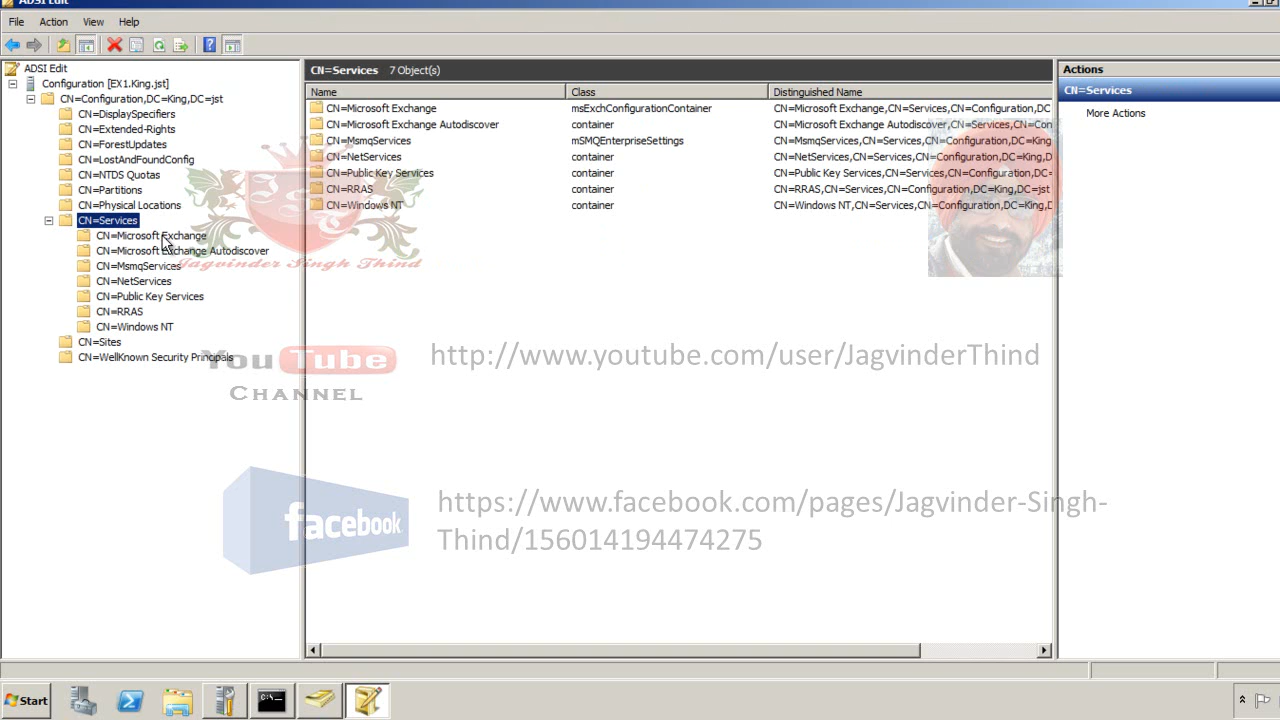 ADSI Edit
File Action View Help
ADSI Edit
Configuration [EX1.King.jst]
CN=Configuration,DC=King,DC=jst
CN=DisplaySpecifiers
CN=Extended-Rights
CN=ForestUpdates
CN=LostAndFoundConfig
CN=NTDS Quotas
CN=Partitions
CN=Physical Locations
CN=Services
CN=Microsoft Exchange
CN=Microsoft Exchange Autodiscover
CN=MsmqServices
CN=NetServices
CN=Public Key Services
CN=RRAS
CN=Windows NT
CN=Sites
CN=WellKnown Security Principals
CN=Services 7 Object(s)
Name Class Distinguished Name
CN=Microsoft Exchange msExchConfigurationContainer CN=Microsoft Exchange,CN=Services,CN=Configuration,DC
CN=Microsoft Exchange Autodiscover container CN=Microsoft Exchange Autodiscover,CN=Services,CN=Con
CN=MsmqServices mSMQEnterpriseSettings CN=MsmqServices,CN=Services,CN=Configuration,DC=King
CN=NetServices container CN=NetServices,CN=Services,CN=Configuration,DC=King,D
CN=Public Key Services container CN=Public Key Services,CN=Services,CN=Configuration,DC
CN=RRAS container CN=RRAS,CN=Services,CN=Configuration,DC=King,DC=jst
CN=Windows NT container CN=Windows NT,CN=Services,CN=Configuration,DC=King,D
Actions
CN=Services
More Actions
Jagvinder Singh Thind
YouTube
CHANNEL
http://www.youtube.com/user/JagvinderThind
facebook
https://www.facebook.com/pages/Jagvinder-Singh-
Thind/156014194474275
Start